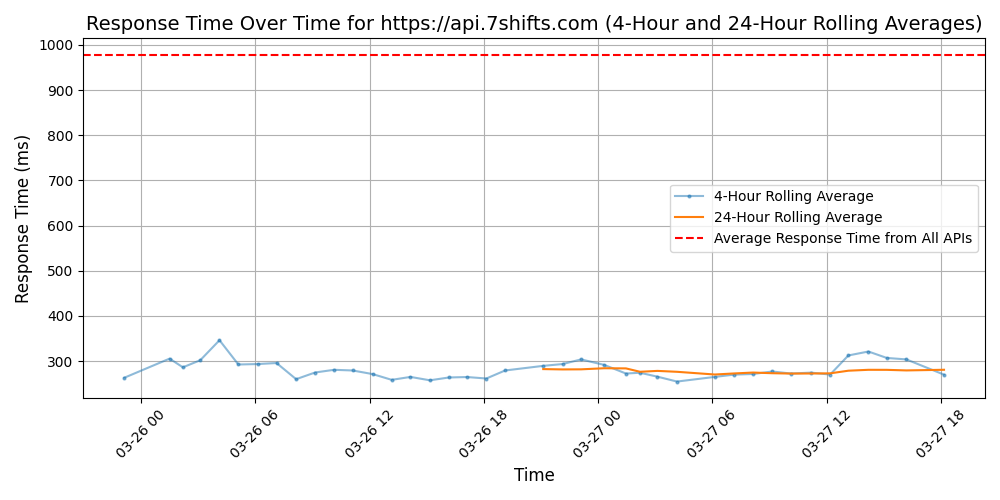 Response Time Over Time for https://api.7shifts.com (4-Hour and 24-Hour Rolling Averages)
Response Time (ms)
1000
900
800
700
600
500
400
300
4-Hour Rolling Average
24-Hour Rolling Average
Average Response Time from All APIs
03-26 00
03-26 06
03-26 12
03-26 18
03-27 00
03-27 06
03-27 12
03-27 18
Time